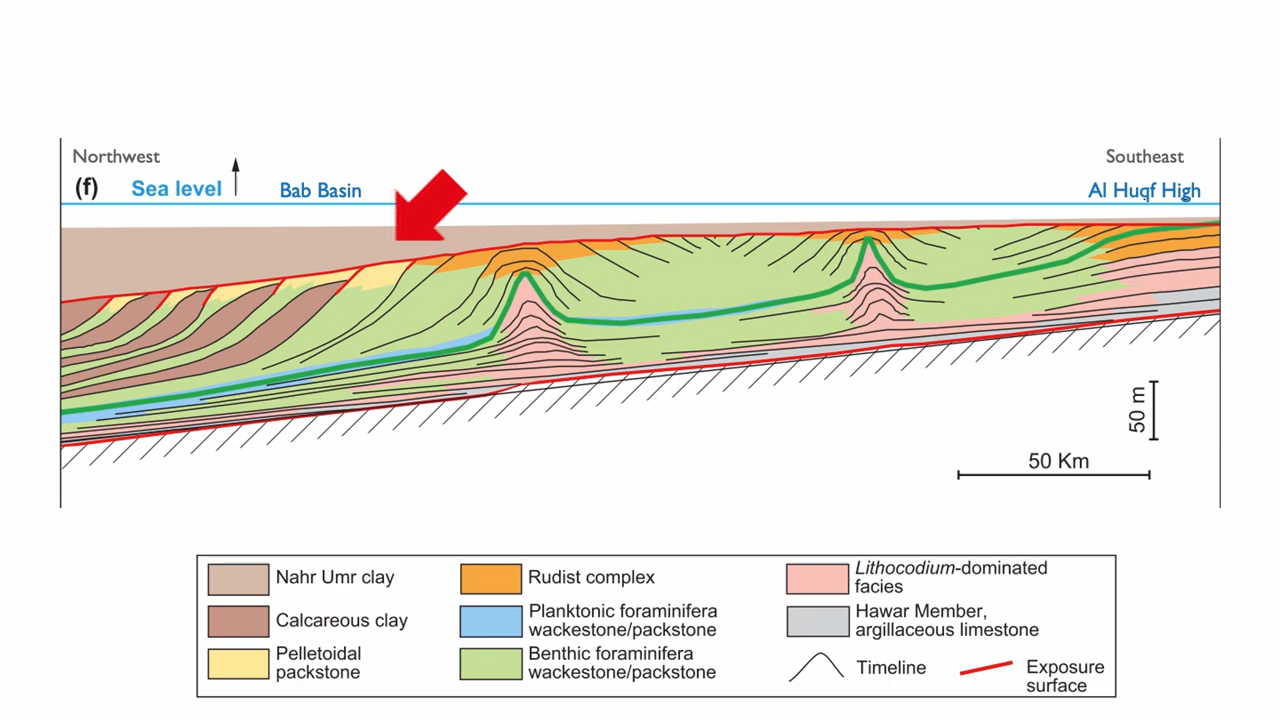 Northwest
Southeast
(f) Sea level Bab Basin
Al Huqf High
50 m
50 Km
Nahr Umr clay
Calcareous clay
Pelletoidal
packstone
Rudist complex
Planktonic foraminifera
wackestone/packstone
Benthic foraminifera
wackestone/packstone
Lithocodium-dominated
facies
Hawar Member,
argillaceous limestone
Timeline
Exposure
surface